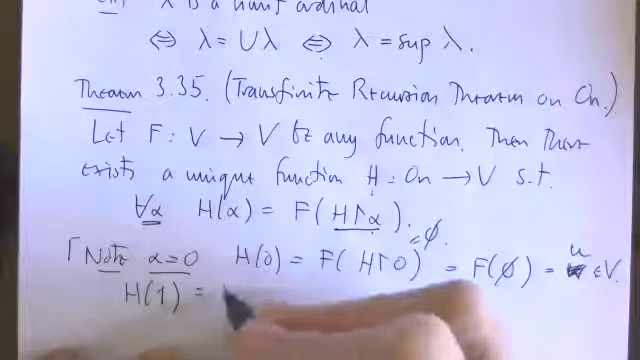 λ is a limit ordinal
⇔ λ = ∪λ ⇔ λ = sup λ.
Theorem 3.35. (Transfinite Recursion Theorem on On.)
Let F : V → V be any function. Then there
exists a unique function H : On → V s.t.
∀α H(α) = F(H↾α).
Note α=0 H(0) = F(H↾0) = F(∅) = u ∈ V.
=∅.
H(1) =